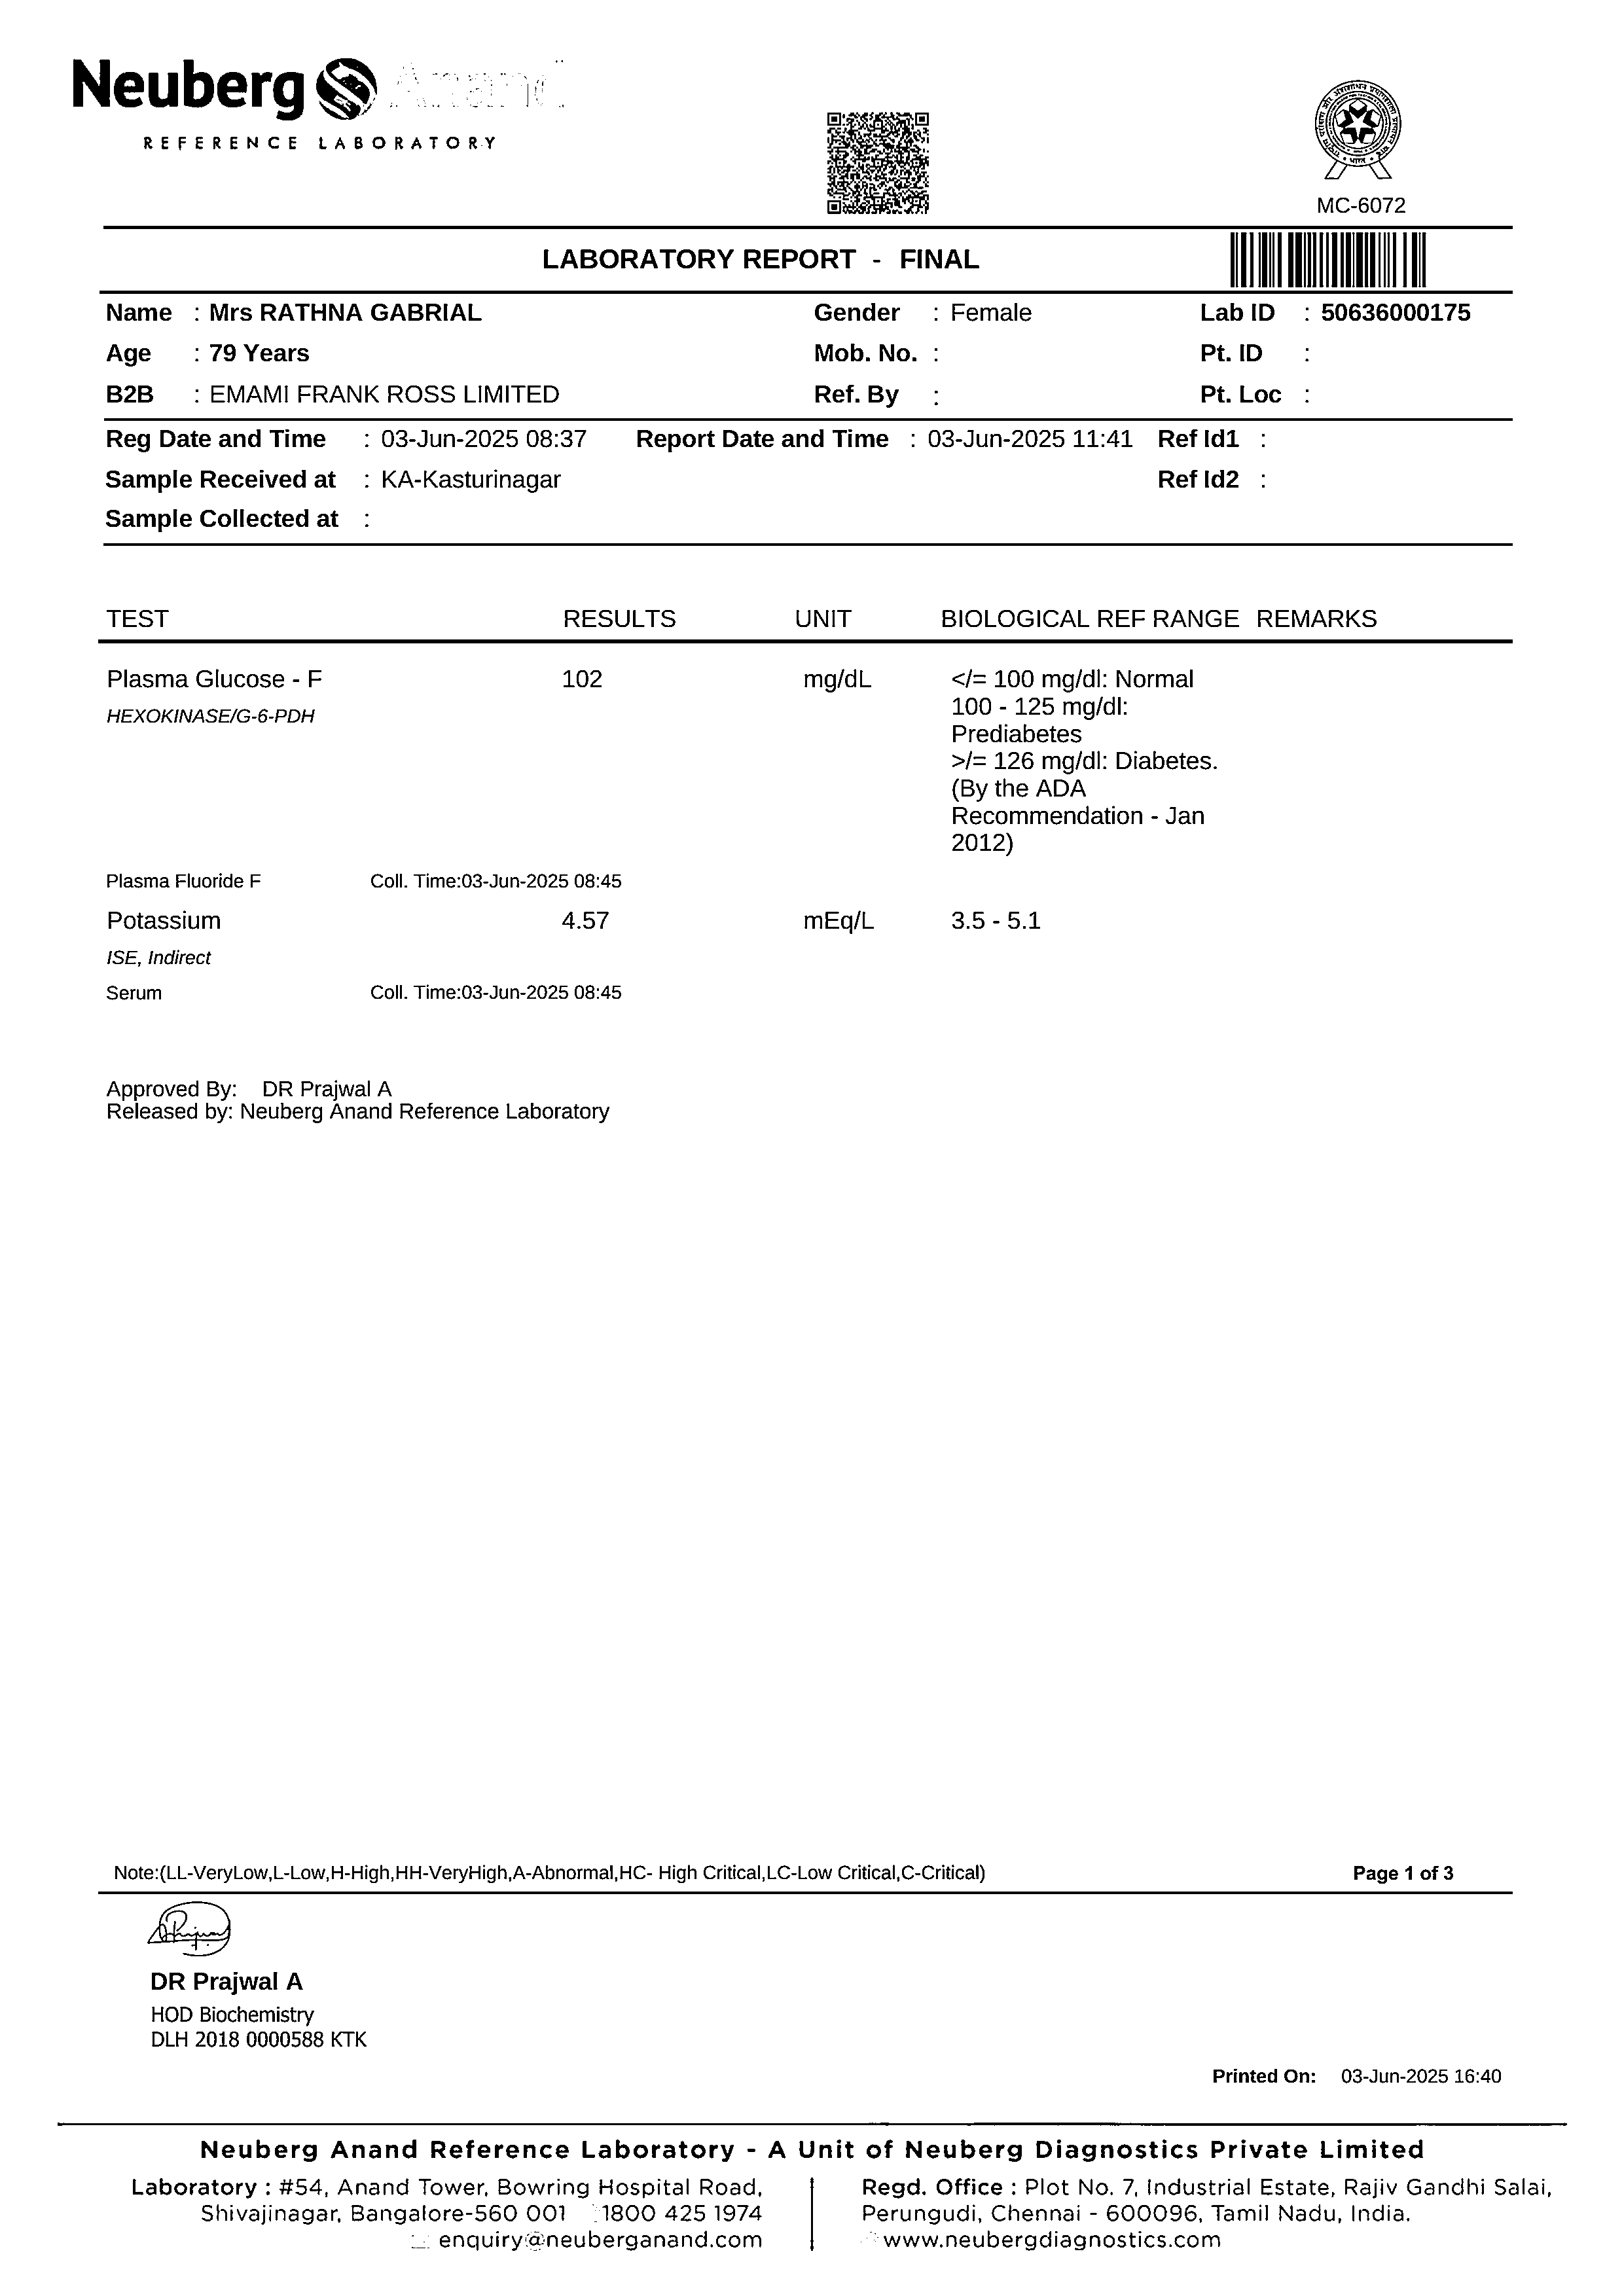 Neuberg Anand
REFERENCE LABORATORY
MC-6072
LABORATORY REPORT - FINAL
Name : Mrs RATHNA GABRIAL Gender : Female Lab ID : 50636000175
Age : 79 Years Mob. No. : Pt. ID :
B2B : EMAMI FRANK ROSS LIMITED Ref. By : Pt. Loc :
Reg Date and Time : 03-Jun-2025 08:37 Report Date and Time : 03-Jun-2025 11:41 Ref Id1 :
Sample Received at : KA-Kasturinagar Ref Id2 :
Sample Collected at :
TEST RESULTS UNIT BIOLOGICAL REF RANGE REMARKS
Plasma Glucose - F 102 mg/dL </= 100 mg/dl: Normal
HEXOKINASE/G-6-PDH 100 - 125 mg/dl:
Prediabetes
>/= 126 mg/dl: Diabetes.
(By the ADA
Recommendation - Jan
2012)
Plasma Fluoride F Coll. Time:03-Jun-2025 08:45
Potassium 4.57 mEq/L 3.5 - 5.1
ISE, Indirect
Serum Coll. Time:03-Jun-2025 08:45
Approved By: DR Prajwal A
Released by: Neuberg Anand Reference Laboratory
Note:(LL-VeryLow,L-Low,H-High,HH-VeryHigh,A-Abnormal,HC- High Critical,LC-Low Critical,C-Critical) Page 1 of 3
DR Prajwal A
HOD Biochemistry
DLH 2018 0000588 KTK
Printed On: 03-Jun-2025 16:40
Neuberg Anand Reference Laboratory - A Unit of Neuberg Diagnostics Private Limited
Laboratory : #54, Anand Tower, Bowring Hospital Road, Regd. Office : Plot No. 7, Industrial Estate, Rajiv Gandhi Salai,
Shivajinagar, Bangalore-560 001 1800 425 1974 Perungudi, Chennai - 600096, Tamil Nadu, India.
enquiry@neuberganand.com www.neubergdiagnostics.com